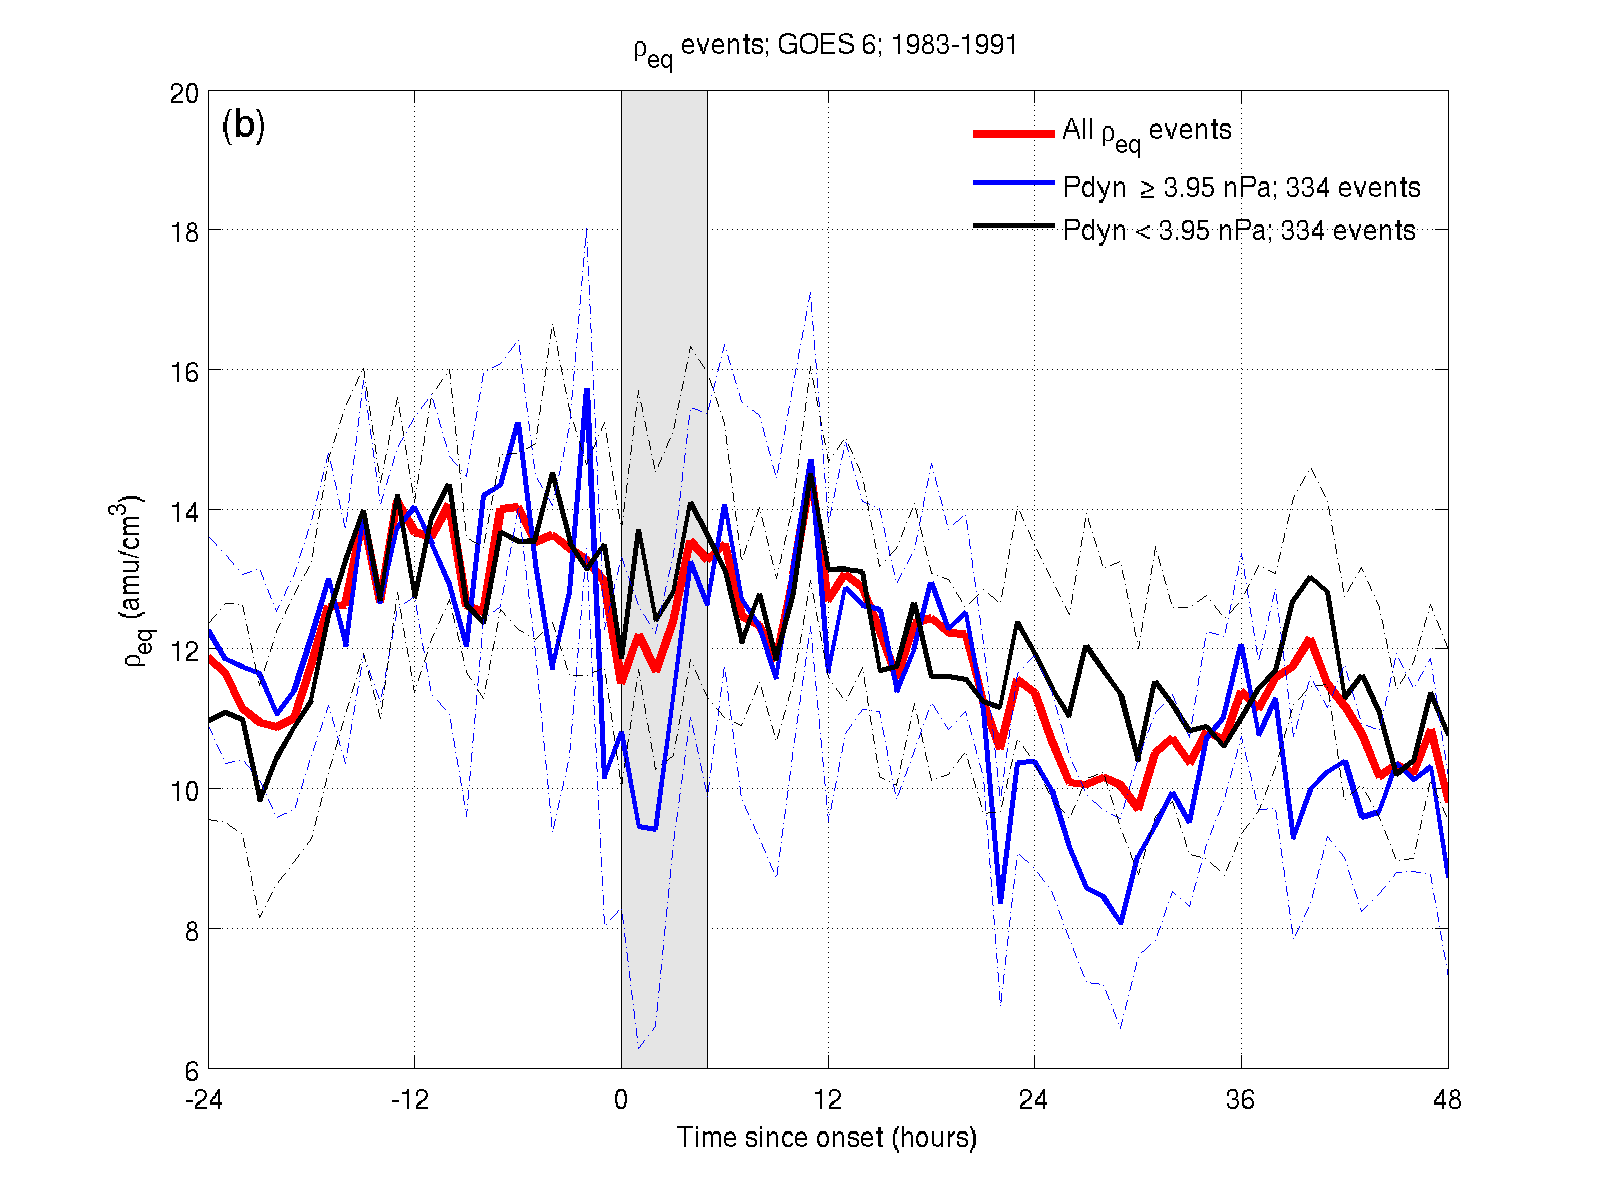 ρeq events; GOES 6; 1983-1991
(b)
All ρeq events
Pdyn ≥ 3.95 nPa; 334 events
Pdyn < 3.95 nPa; 334 events
ρeq (amu/cm3)
20
18
16
14
12
10
8
6
-24
-12
0
12
24
36
48
Time since onset (hours)